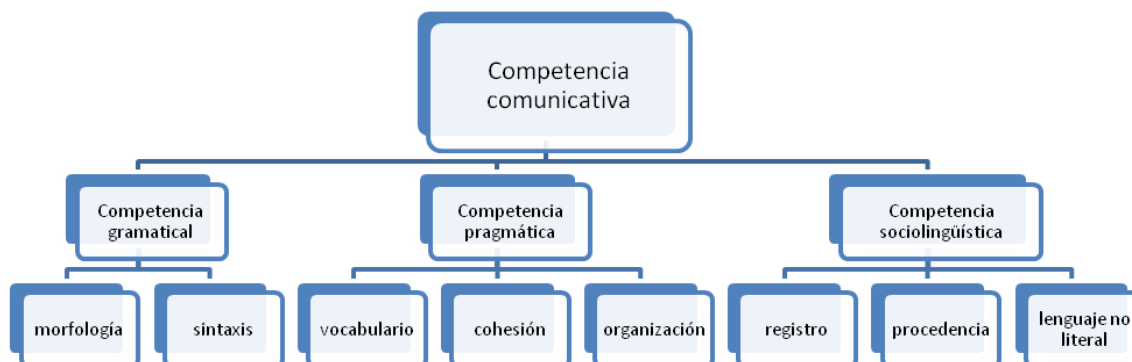 Competencia
comunicativa
Competencia
gramatical
Competencia
pragmática
Competencia
sociolingüística
morfología
sintaxis
vocabulario
cohesión
organización
registro
procedencia
lenguaje no
literal